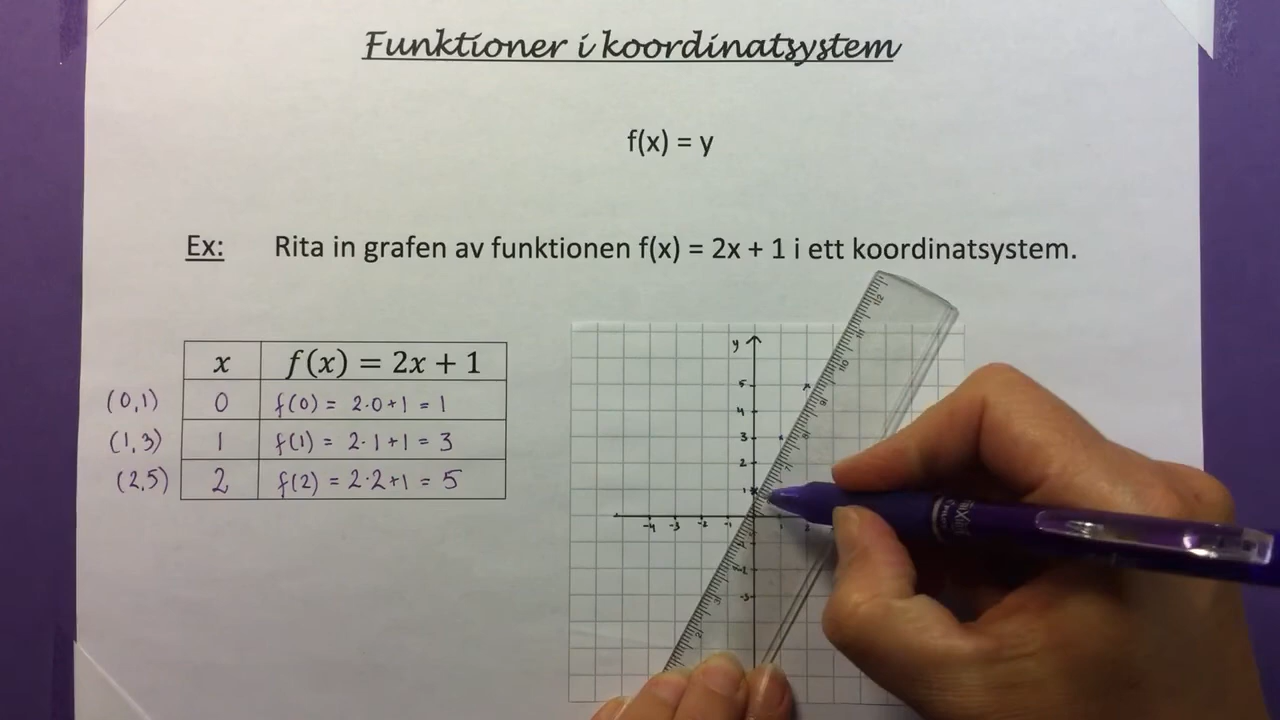 Funktioner i koordinatsystem
f(x) = y
Ex: Rita in grafen av funktionen f(x) = 2x + 1 i ett koordinatsystem.
x f(x) = 2x + 1
(0,1) 0 f(0) = 2·0+1 = 1
(1,3) 1 f(1) = 2·1+1 = 3
(2,5) 2 f(2) = 2·2+1 = 5
y
5
4
3
2
1
-4 -3 -2 -1 1 2
-2
-3